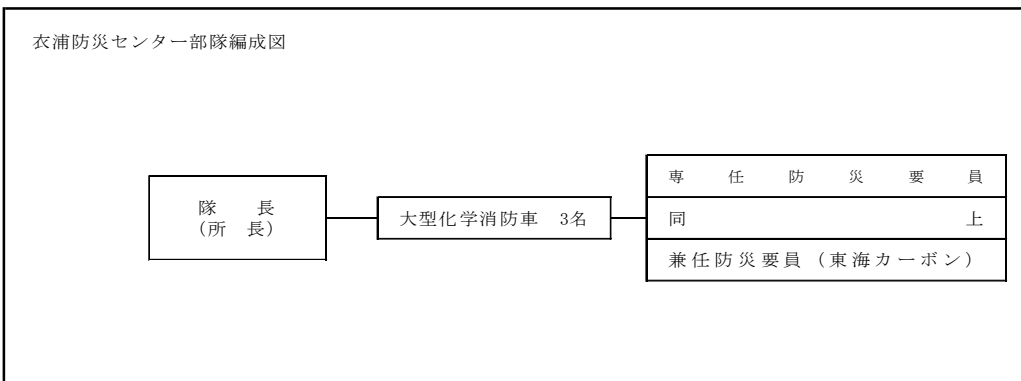 衣浦防災センター部隊編成図
隊　長
(所　長)
大型化学消防車　3名
専任防災要員
同上
兼任防災要員（東海カーボン）